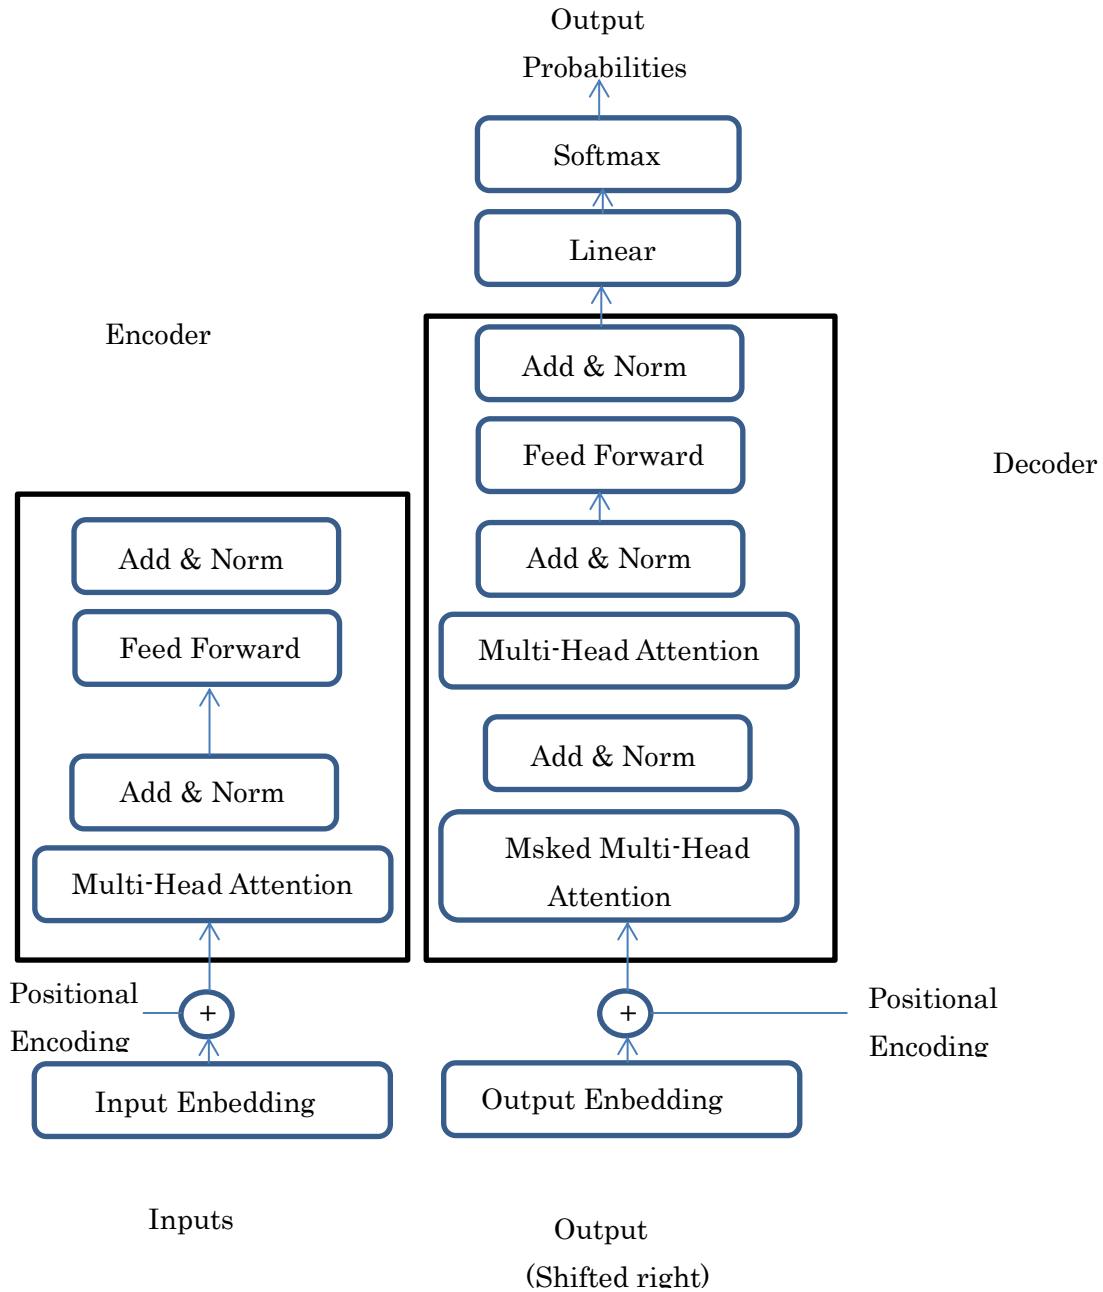 Output
Probabilities
Softmax
Linear
Encoder
Add & Norm
Feed Forward
Decoder
Add & Norm
Add & Norm
Feed Forward
Multi-Head Attention
Add & Norm
Add & Norm
Msked Multi-Head
Attention
Multi-Head Attention
Positional
Encoding
+
+
Positional
Encoding
Input Enbedding
Output Enbedding
Inputs
Output
(Shifted right)